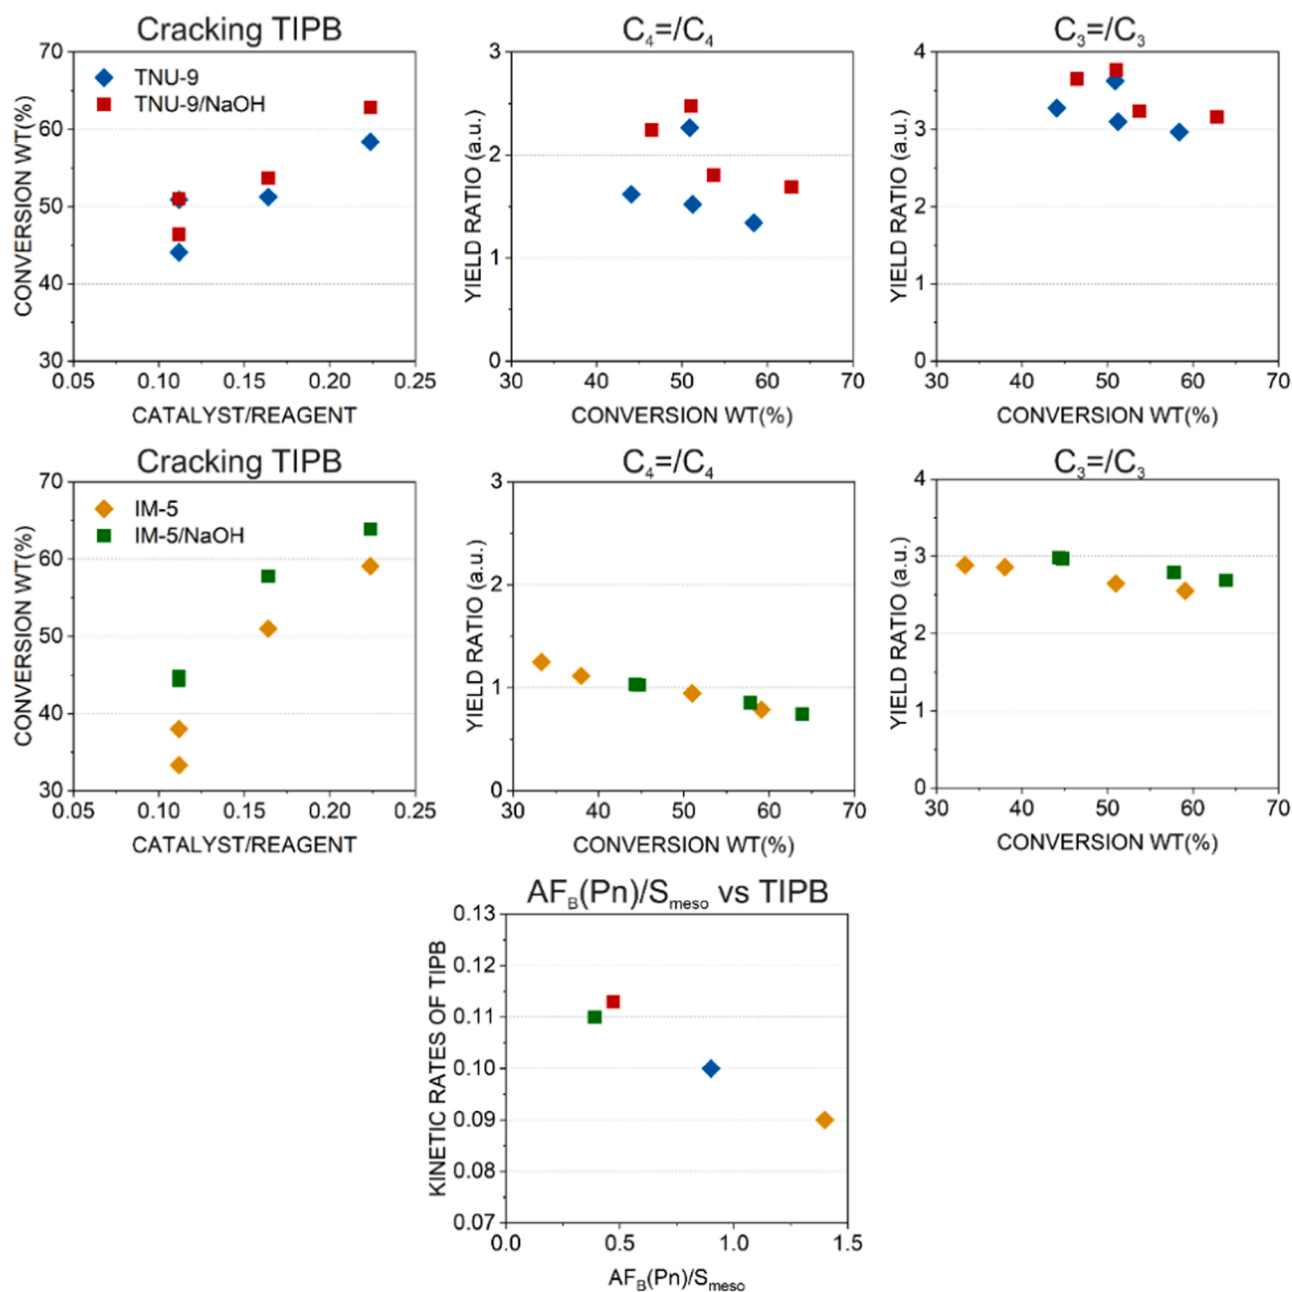 Cracking TIPB
70
60
50
40
30
0.05 0.10 0.15 0.20 0.25
CONVERSION WT(%)
CATALYST/REAGENT
TNU-9
TNU-9/NaOH
C₄=/C₄
3
2
1
0
30 40 50 60 70
YIELD RATIO (a.u.)
CONVERSION WT(%)
C₃=/C₃
4
3
2
1
0
30 40 50 60 70
YIELD RATIO (a.u.)
CONVERSION WT(%)
Cracking TIPB
70
60
50
40
30
0.05 0.10 0.15 0.20 0.25
CONVERSION WT(%)
CATALYST/REAGENT
IM-5
IM-5/NaOH
C₄=/C₄
3
2
1
0
30 40 50 60 70
YIELD RATIO (a.u.)
CONVERSION WT(%)
C₃=/C₃
4
3
2
1
0
30 40 50 60 70
YIELD RATIO (a.u.)
CONVERSION WT(%)
AF_B(Pn)/S_meso vs TIPB
0.13
0.12
0.11
0.10
0.09
0.08
0.07
0.0 0.5 1.0 1.5
KINETIC RATES OF TIPB
AF_B(Pn)/S_meso